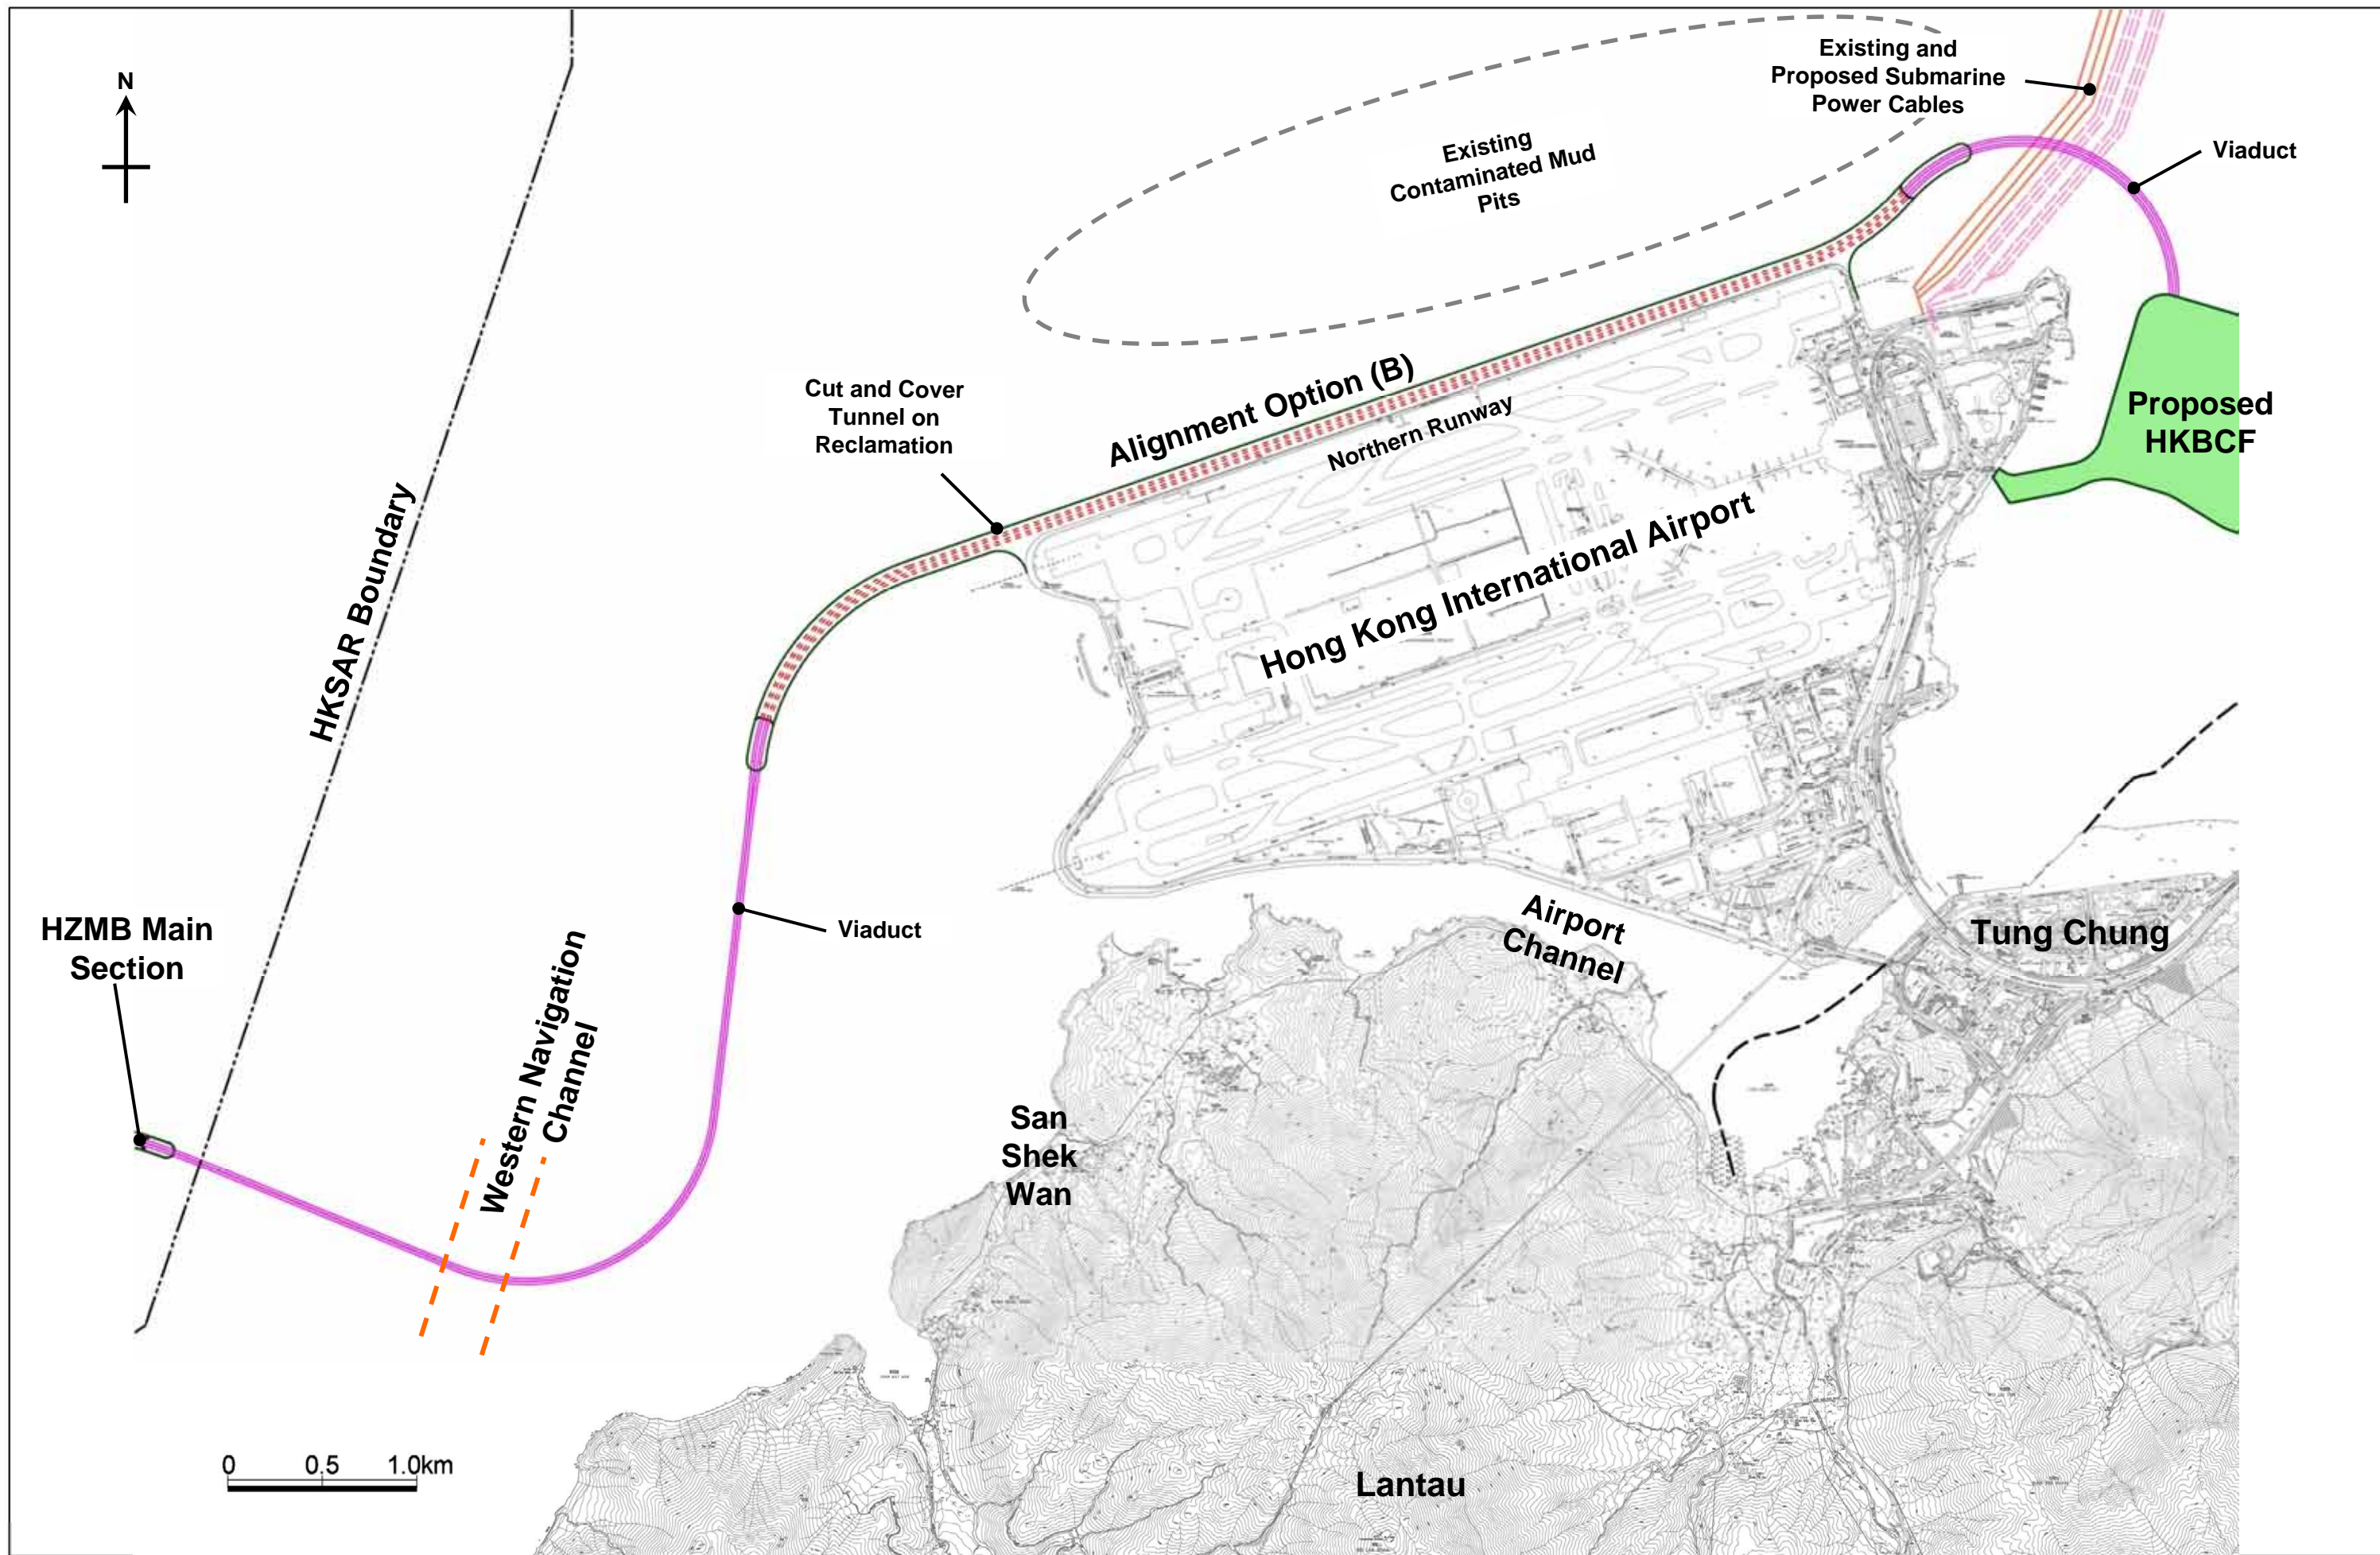 N
Existing and
Proposed Submarine
Power Cables
Viaduct
Existing
Contaminated Mud
Pits
Alignment Option (B)
Northern Runway
Cut and Cover
Tunnel on
Reclamation
Proposed
HKBCF
HKSAR Boundary
Hong Kong International Airport
HZMB Main
Section
Viaduct
Western Navigation
Channel
Airport
Channel
Tung Chung
San
Shek
Wan
0 0.5 1.0km
Lantau